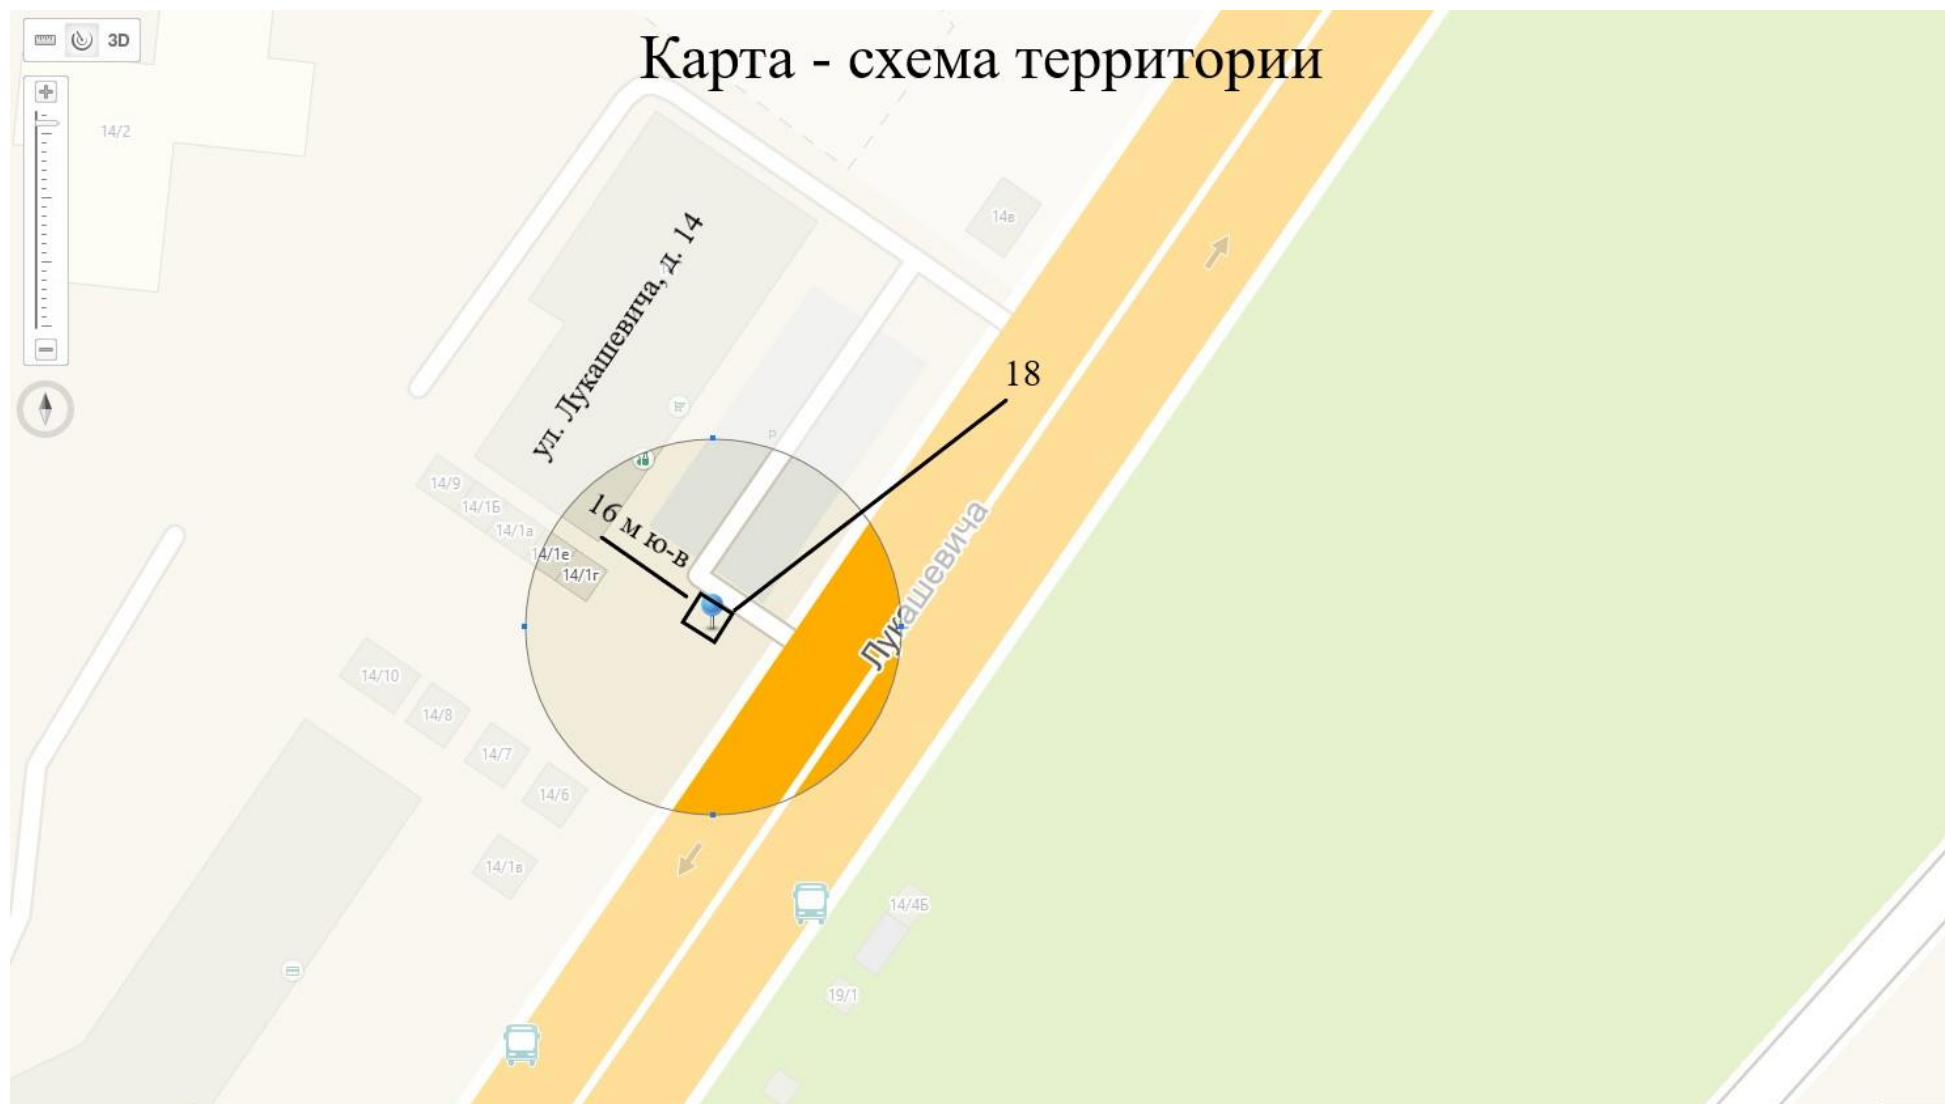 3D
Карта - схема территории
14/2
14в
ул. Лукашевича, д. 14
18
P
14/9
14/1Б
14/1а
14/1е
14/1г
16 м ю-в
Лукашевича
14/10
14/8
14/7
14/6
14/1в
14/4Б
19/1